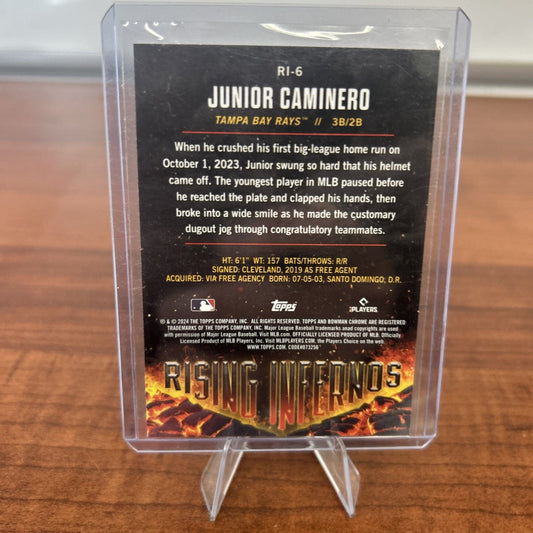 RI-6
JUNIOR CAMINERO
TAMPA BAY RAYS™ // 3B/2B
When he crushed his first big-league home run on
October 1, 2023, Junior swung so hard that his helmet
came off. The youngest player in MLB paused before
he reached the plate and clapped his hands, then
broke into a wide smile as he made the customary
dugout jog through congratulatory teammates.
HT: 6'1" WT: 157 BATS/THROWS: R/R
SIGNED: CLEVELAND, 2019 AS FREE AGENT
ACQUIRED: VIA FREE AGENCY BORN: 07-05-03, SANTO DOMINGO, D.R.
Topps
PLAYERS
® & © 2024 THE TOPPS COMPANY, INC. ALL RIGHTS RESERVED. TOPPS AND BOWMAN CHROME ARE REGISTERED
TRADEMARKS OF THE TOPPS COMPANY, INC. Major League Baseball trademarks anad copyrights are used
with permission of Major League Baseball. Visit MLB.com. OFFICIALLY LICENSED PRODUCT OF MLB. Officially
Licensed Product of MLB Players, Inc. Visit MLBPLAYERS.COM, the Players Choice on the web.
WWW.TOPPS.COM. CODE#073256
RISING INFERNOS